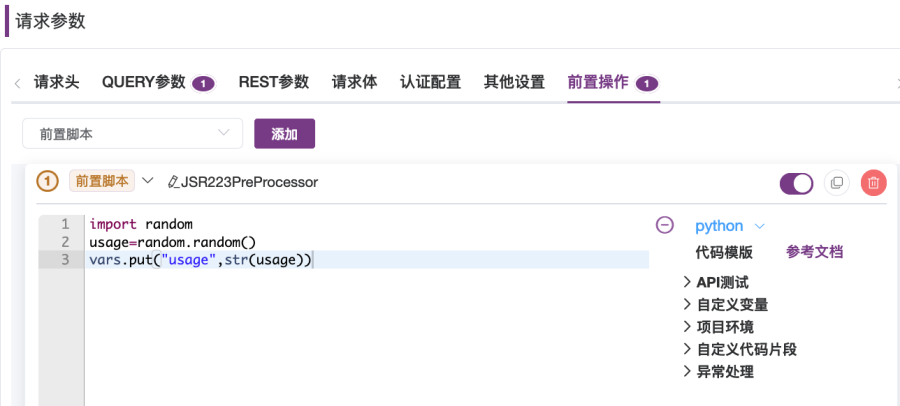 请求参数
请求头 QUERY参数 1 REST参数 请求体 认证配置 其他设置 前置操作 1
前置脚本 添加
1 前置脚本 JSR223PreProcessor
1 import random
2 usage=random.random()
3 vars.put("usage",str(usage))
python
代码模版 参考文档
API测试
自定义变量
项目环境
自定义代码片段
异常处理